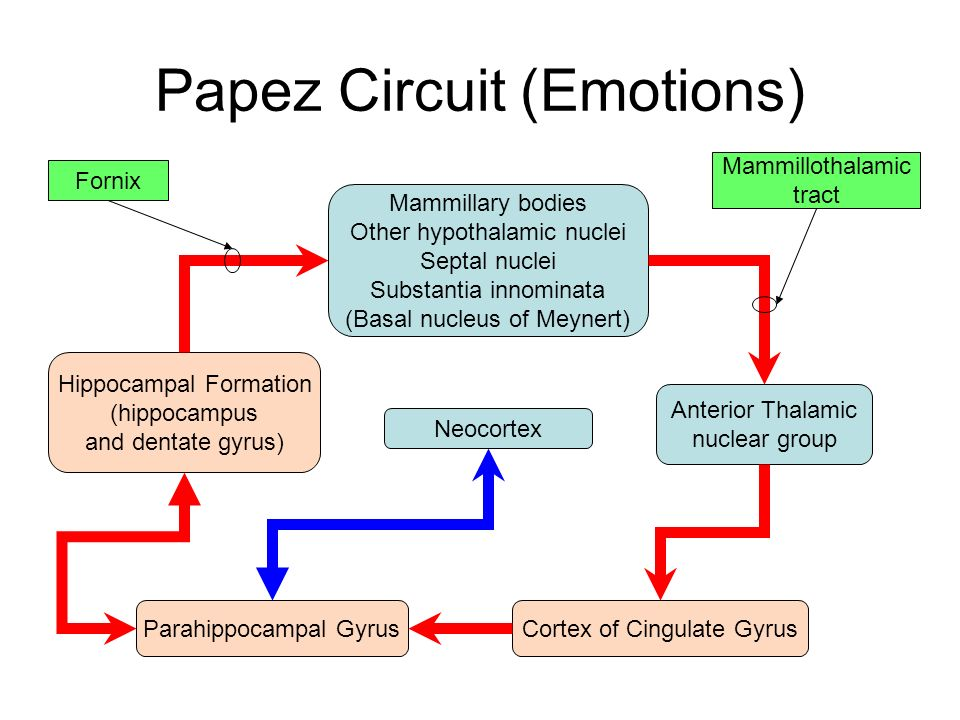 Papez Circuit (Emotions)
Fornix
Mammillothalamic
tract
Mammillary bodies
Other hypothalamic nuclei
Septal nuclei
Substantia innominata
(Basal nucleus of Meynert)
Hippocampal Formation
(hippocampus
and dentate gyrus)
Neocortex
Anterior Thalamic
nuclear group
Parahippocampal Gyrus
Cortex of Cingulate Gyrus